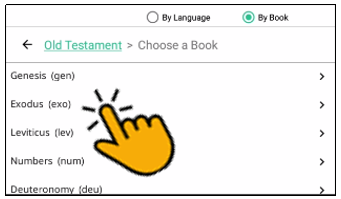 By Language By Book
← Old Testament > Choose a Book
Genesis (gen) >
Exodus (exo) >
Leviticus (lev) >
Numbers (num) >
Deuteronomy (deu) >